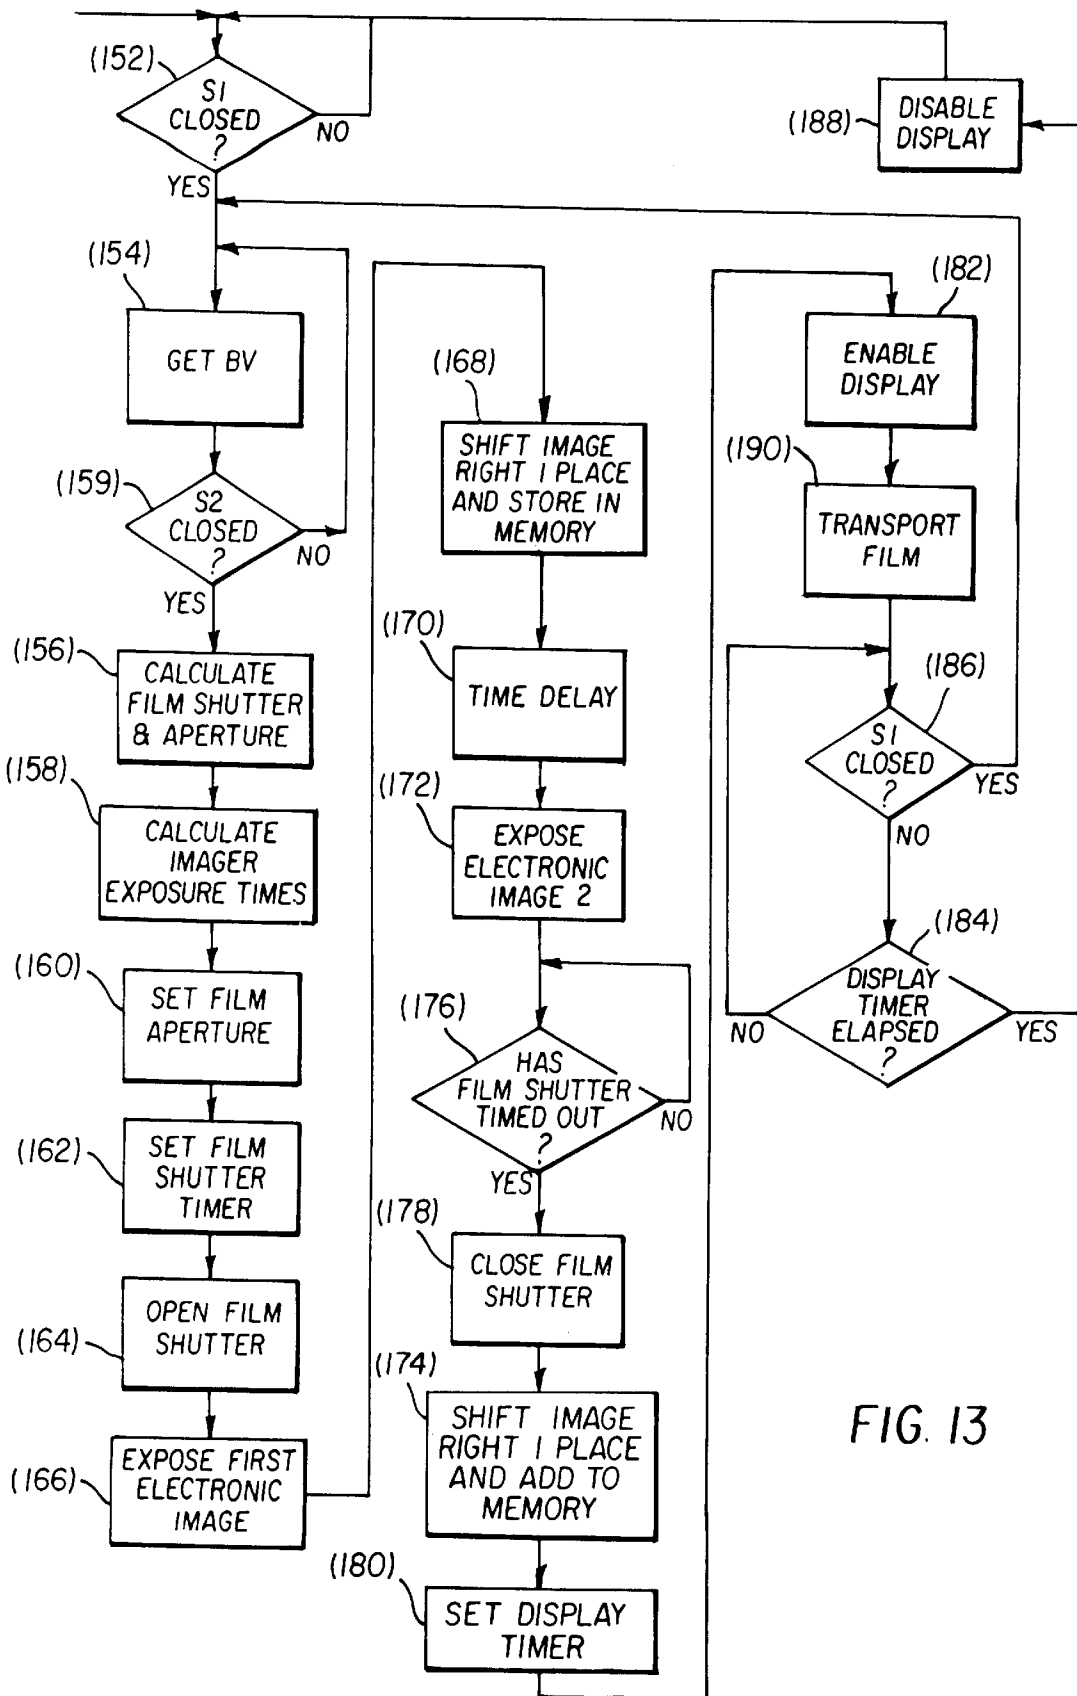 (152)
S1
CLOSED
?
NO
YES
(188)
DISABLE
DISPLAY
(154)
GET BV
(159)
S2
CLOSED
?
NO
YES
(156)
CALCULATE
FILM SHUTTER
& APERTURE
(158)
CALCULATE
IMAGER
EXPOSURE TIMES
(160)
SET FILM
APERTURE
(162)
SET FILM
SHUTTER
TIMER
(164)
OPEN FILM
SHUTTER
(166)
EXPOSE FIRST
ELECTRONIC
IMAGE
(168)
SHIFT IMAGE
RIGHT 1 PLACE
AND STORE IN
MEMORY
(170)
TIME DELAY
(172)
EXPOSE
ELECTRONIC
IMAGE 2
(176)
HAS
FILM SHUTTER
TIMED OUT
?
NO
YES
(178)
CLOSE FILM
SHUTTER
(174)
SHIFT IMAGE
RIGHT 1 PLACE
AND ADD TO
MEMORY
(180)
SET DISPLAY
TIMER
(182)
ENABLE
DISPLAY
(190)
TRANSPORT
FILM
(186)
S1
CLOSED
?
YES
NO
(184)
DISPLAY
TIMER
ELAPSED
?
NO
YES
FIG. 13